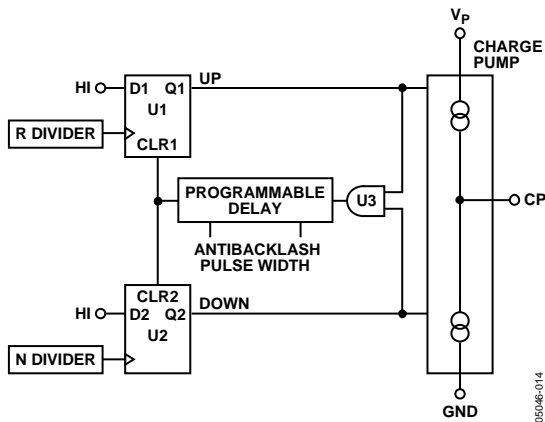 V_P
CHARGE
PUMP
HI
D1
Q1
UP
U1
R DIVIDER
CLR1
PROGRAMMABLE
DELAY
U3
CP
ANTIBACKLASH
PULSE WIDTH
CLR2
HI
D2
Q2
DOWN
U2
N DIVIDER
GND
05046-014